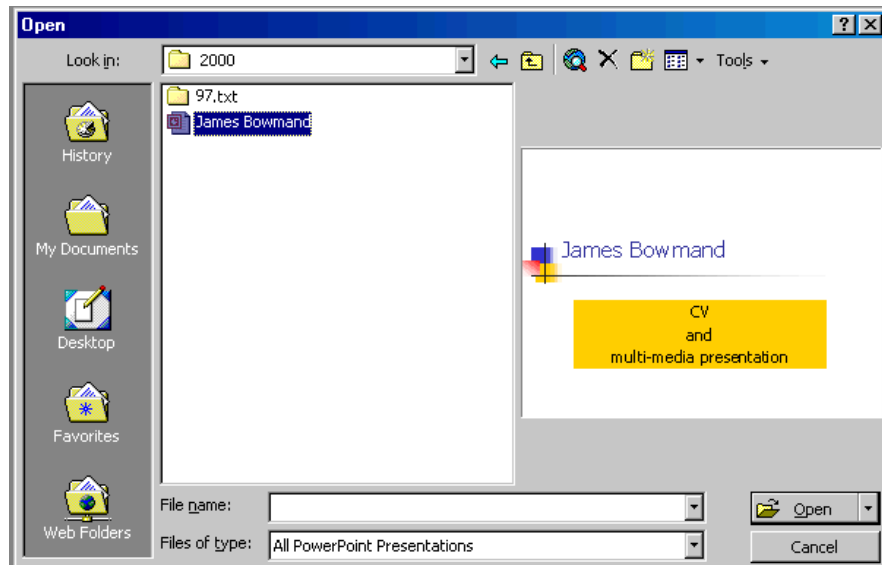 Open
Look in:
2000
Tools
97.txt
James Bowmand
History
My Documents
Desktop
Favorites
Web Folders
James Bowmand
CV
and
multi-media presentation
File name:
Open
Files of type:
All PowerPoint Presentations
Cancel